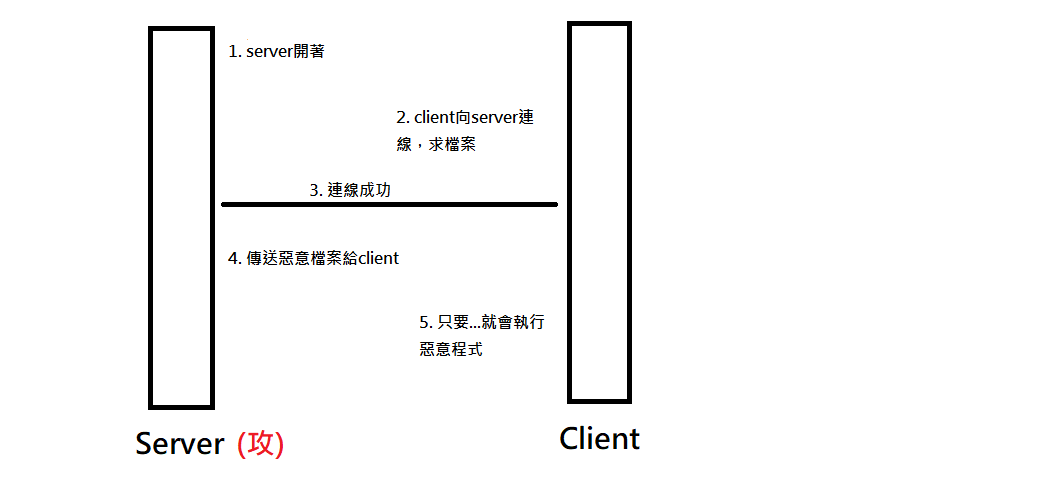 1. server開著
2. client向server連
線，求檔案
3. 連線成功
4. 傳送惡意檔案給client
5. 只要...就會執行
惡意程式
Server (攻)
Client